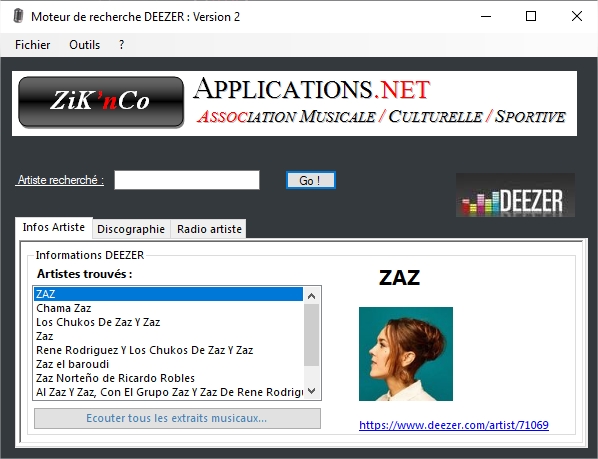 Moteur de recherche DEEZER : Version 2
Fichier Outils ?
ZiK'nCo
APPLICATIONS.NET
ASSOCIATION MUSICALE / CULTURELLE / SPORTIVE
Artiste recherché :
Go !
DEEZER
Infos Artiste Discographie Radio artiste
Informations DEEZER
Artistes trouvés :
ZAZ
ZAZ
Chama Zaz
Los Chukos De Zaz Y Zaz
Zaz
Rene Rodriguez Y Los Chukos De Zaz Y Zaz
Zaz el baroudi
Zaz Norteño de Ricardo Robles
Al Zaz Y Zaz, Con El Grupo Zaz Y Zaz De Rene Rodrigu
Ecouter tous les extraits musicaux...
https://www.deezer.com/artist/71069